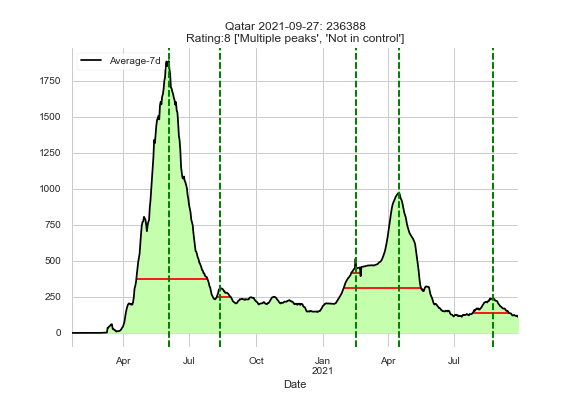 Qatar 2021-09-27: 236388
Rating:8 ['Multiple peaks', 'Not in control']
Average-7d
1750
1500
1250
1000
750
500
250
0
Apr Jul Oct Jan Apr Jul
2021
Date